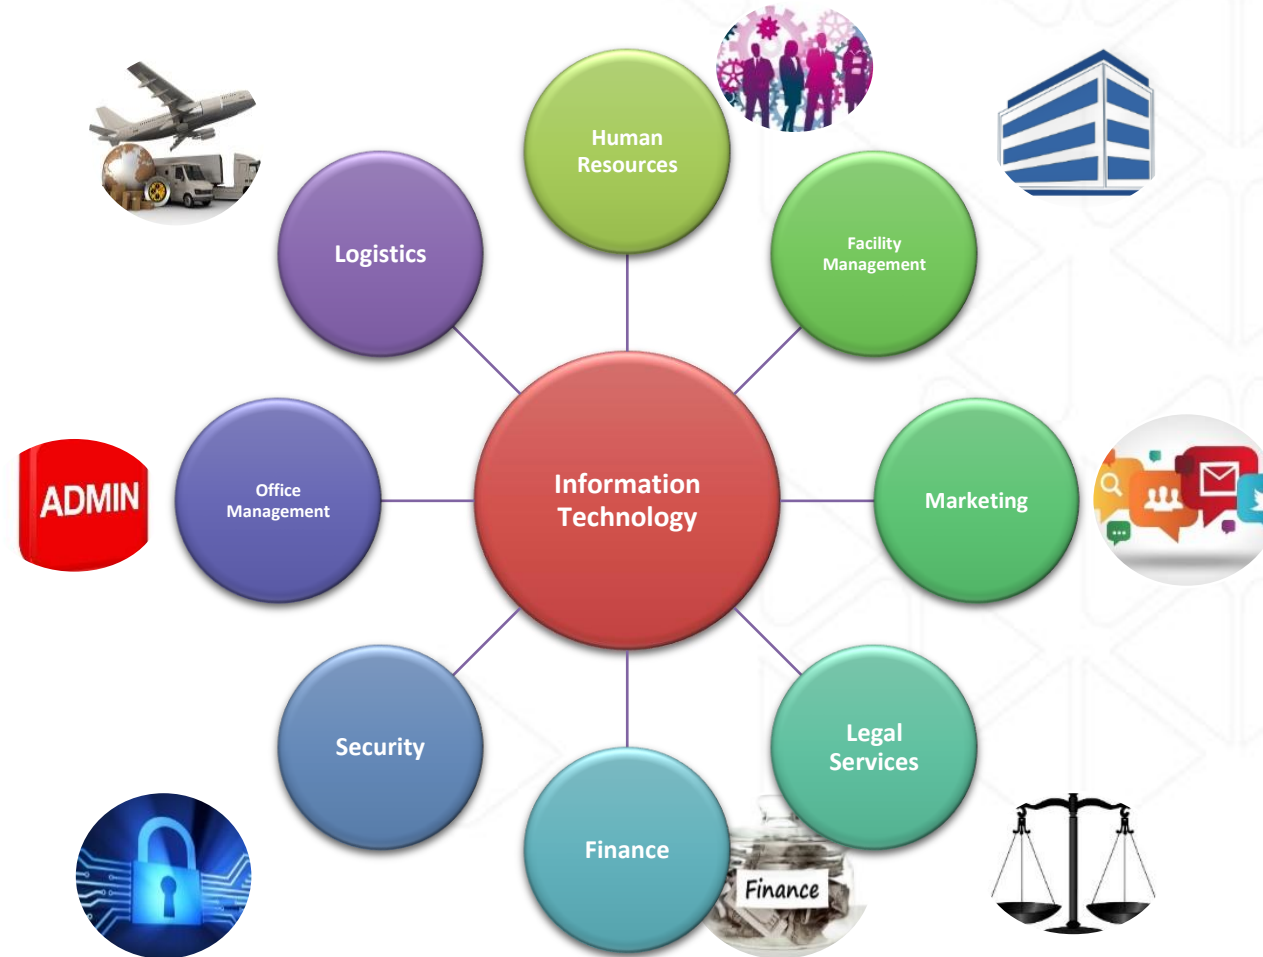 Human
Resources
Facility
Management
Logistics
Information
Technology
Marketing
Office
Management
ADMIN
Legal
Services
Security
Finance
Finance